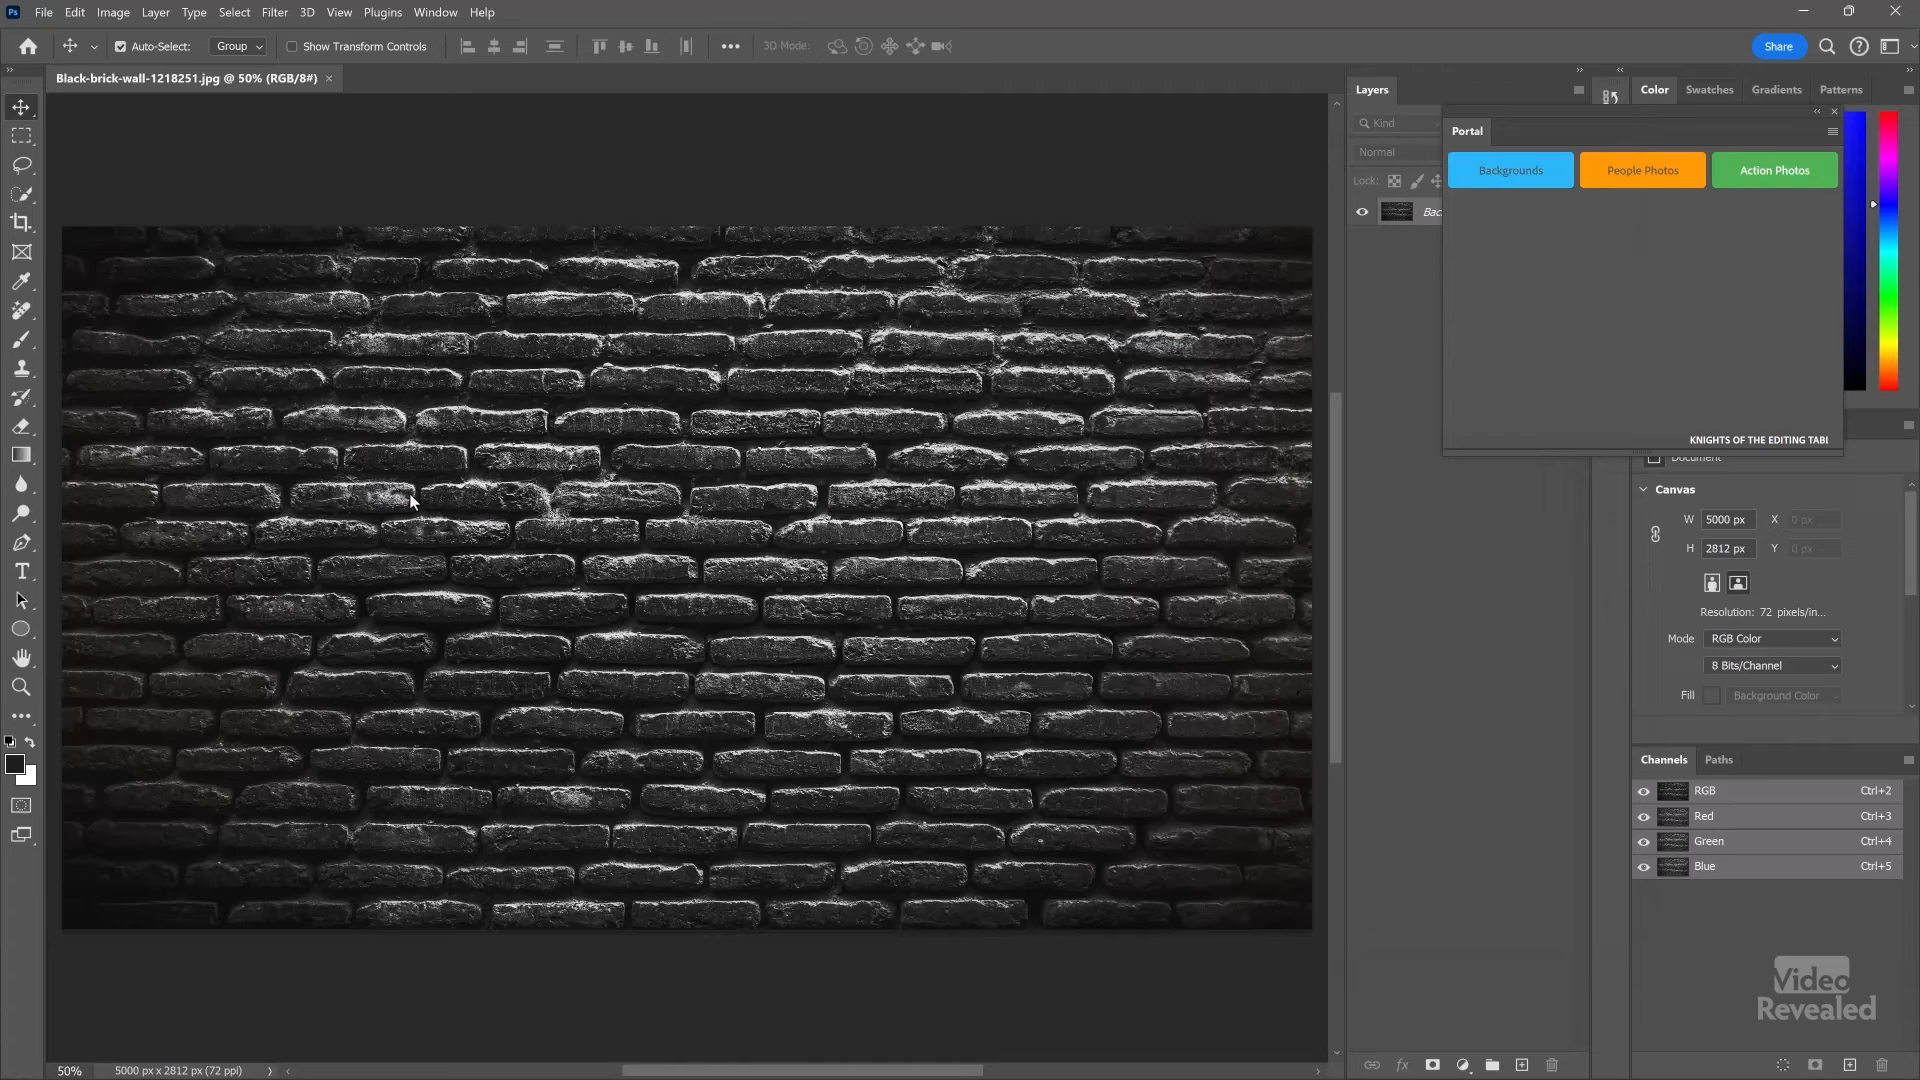 Ps File Edit Image Layer Type Select Filter 3D View Plugins Window Help
Auto-Select: Group Show Transform Controls 3D Mode: Share
Black-brick-wall-1218251.jpg @ 50% (RGB/8#)
Layers
Kind
Normal
Lock:
Color Swatches Gradients Patterns
Portal
Backgrounds People Photos Action Photos
KNIGHTS OF THE EDITING TABL
Document
Canvas
W 5000 px X 0 px
H 2812 px Y 0 px
Resolution: 72 pixels/in...
Mode RGB Color
8 Bits/Channel
Fill Background Color
Channels Paths
RGB Ctrl+2
Red Ctrl+3
Green Ctrl+4
Blue Ctrl+5
Video
Revealed
fx
50% 5000 px x 2812 px (72 ppi)